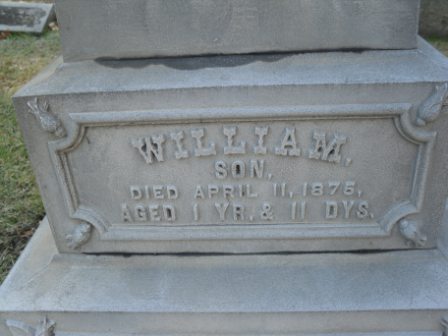 WILLIAM.
SON,
DIED APRIL 11, 1875,
AGED 1 YR. & 11 DYS.